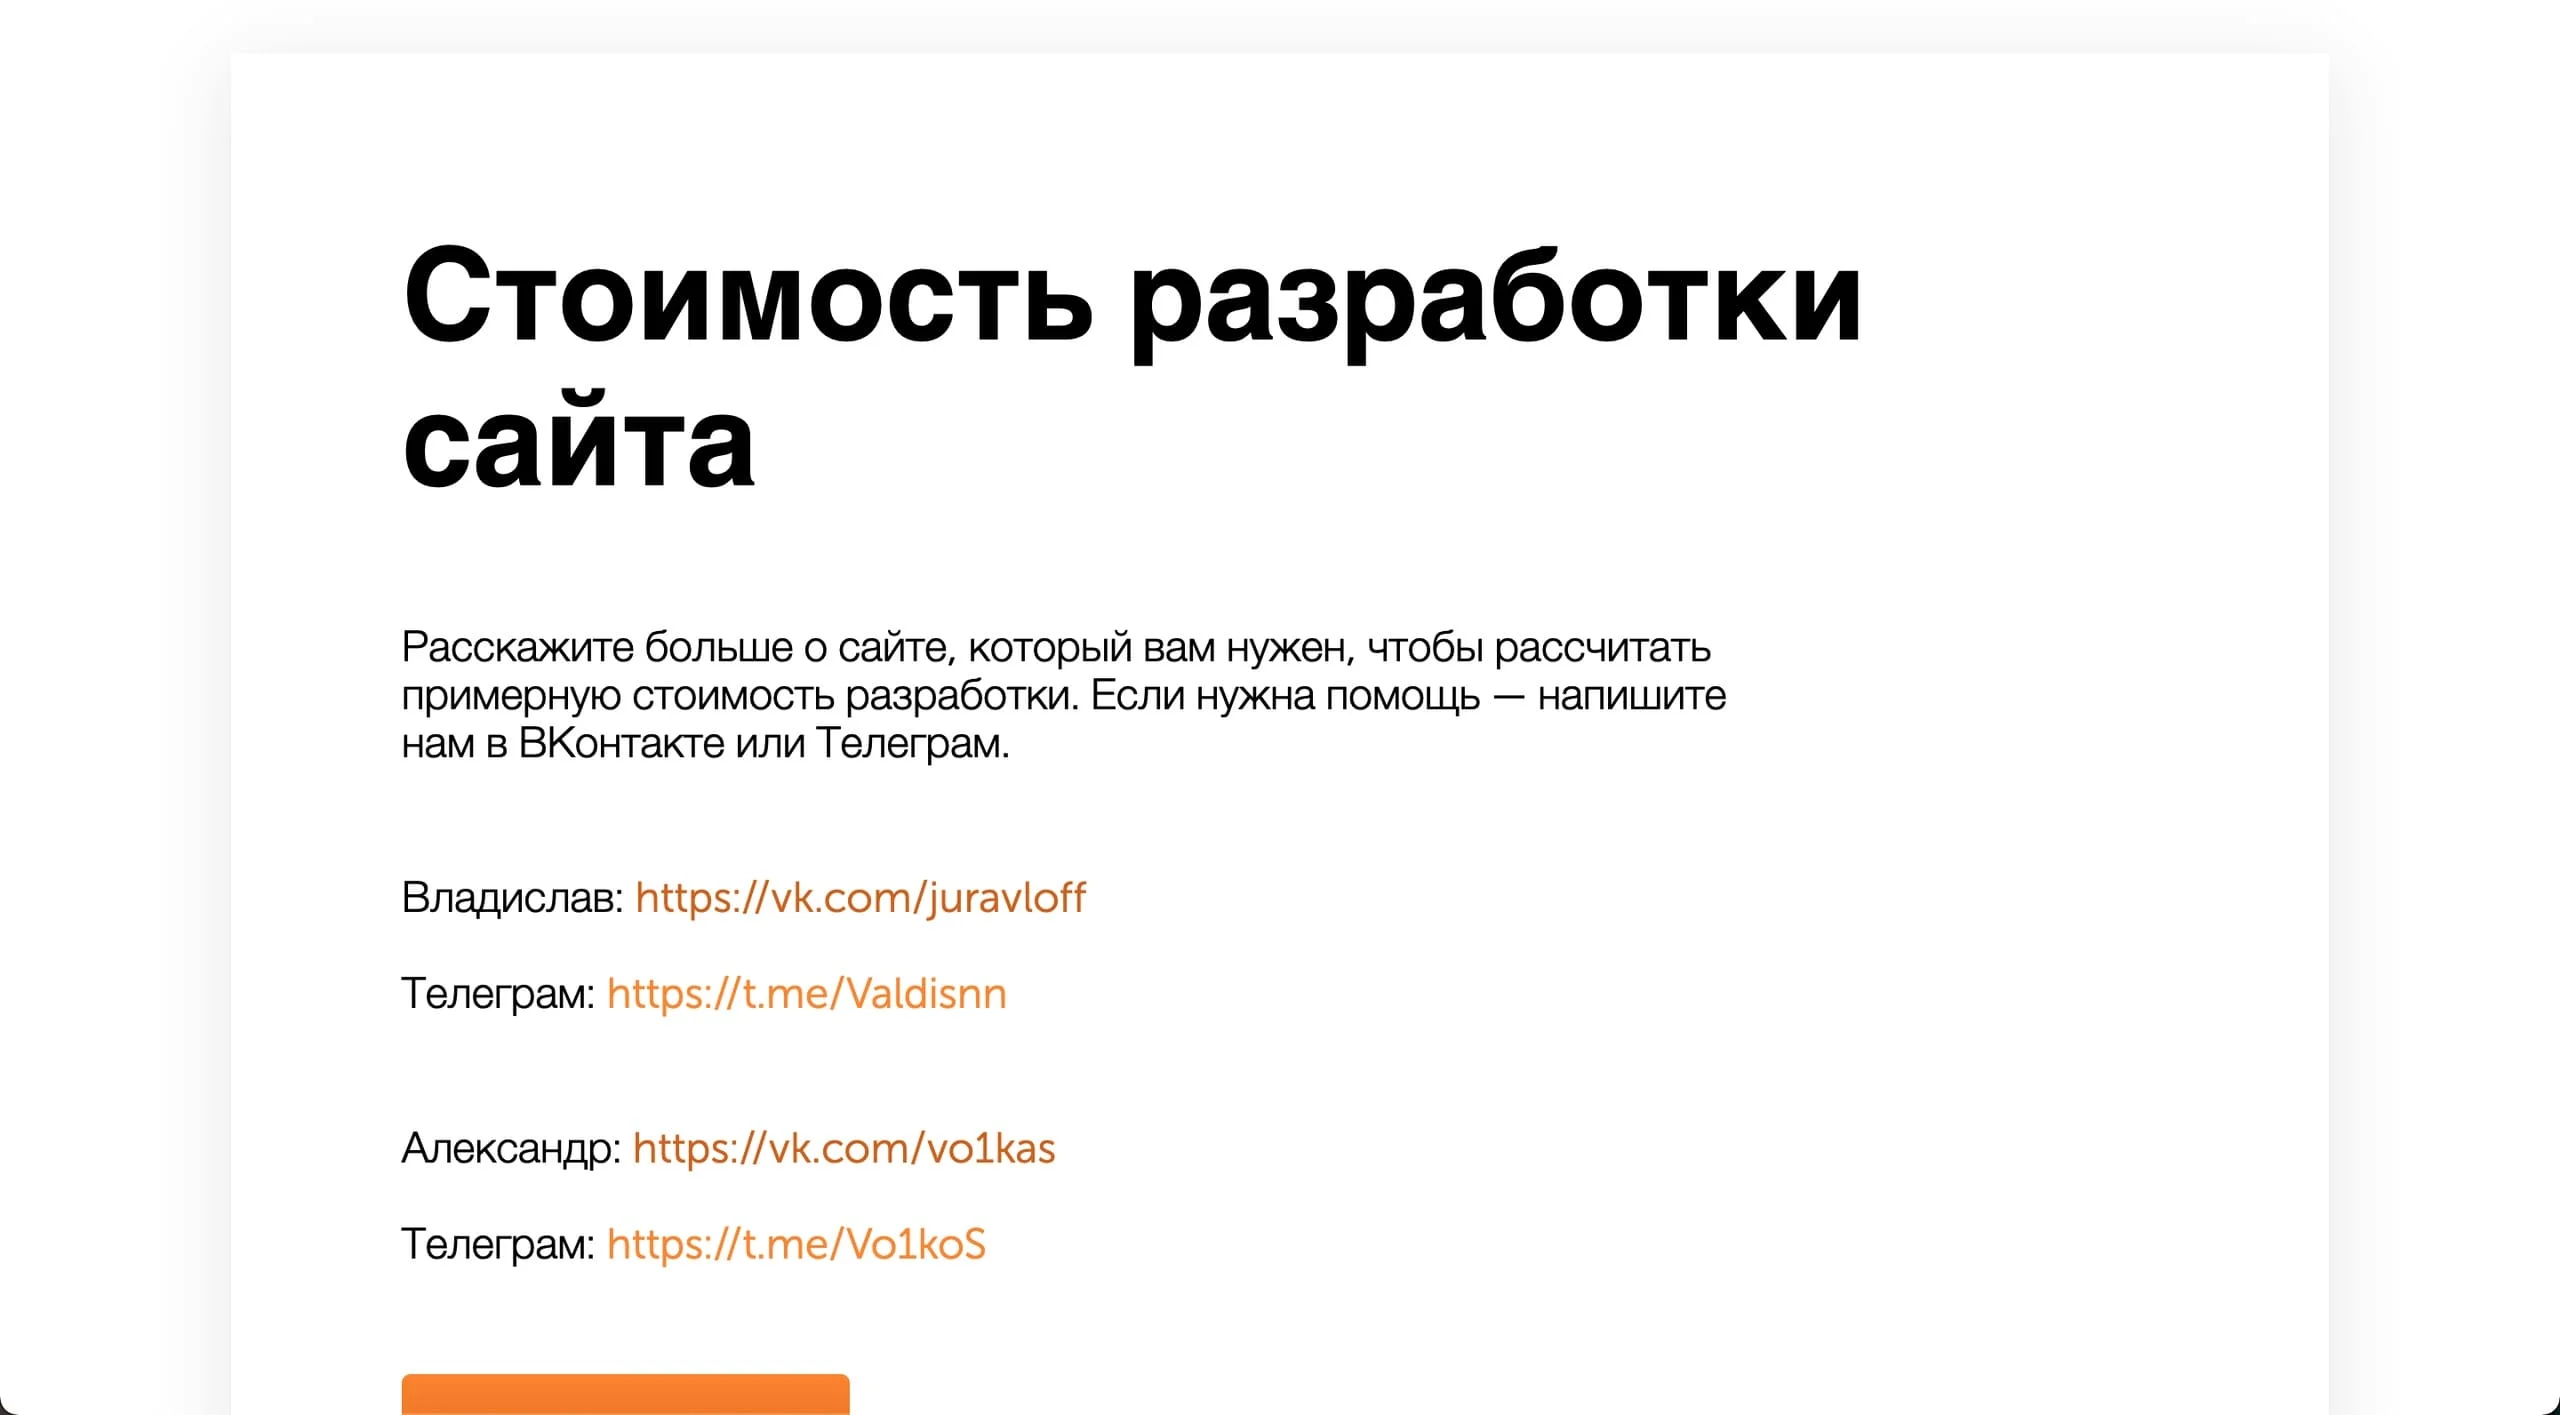 Стоимость разработки
сайта
Расскажите больше о сайте, который вам нужен, чтобы рассчитать
примерную стоимость разработки. Если нужна помощь — напишите
нам в ВКонтакте или Телеграм.
Владислав: https://vk.com/juravloff
Телеграм: https://t.me/Valdisnn
Александр: https://vk.com/vo1kas
Телеграм: https://t.me/Vo1koS